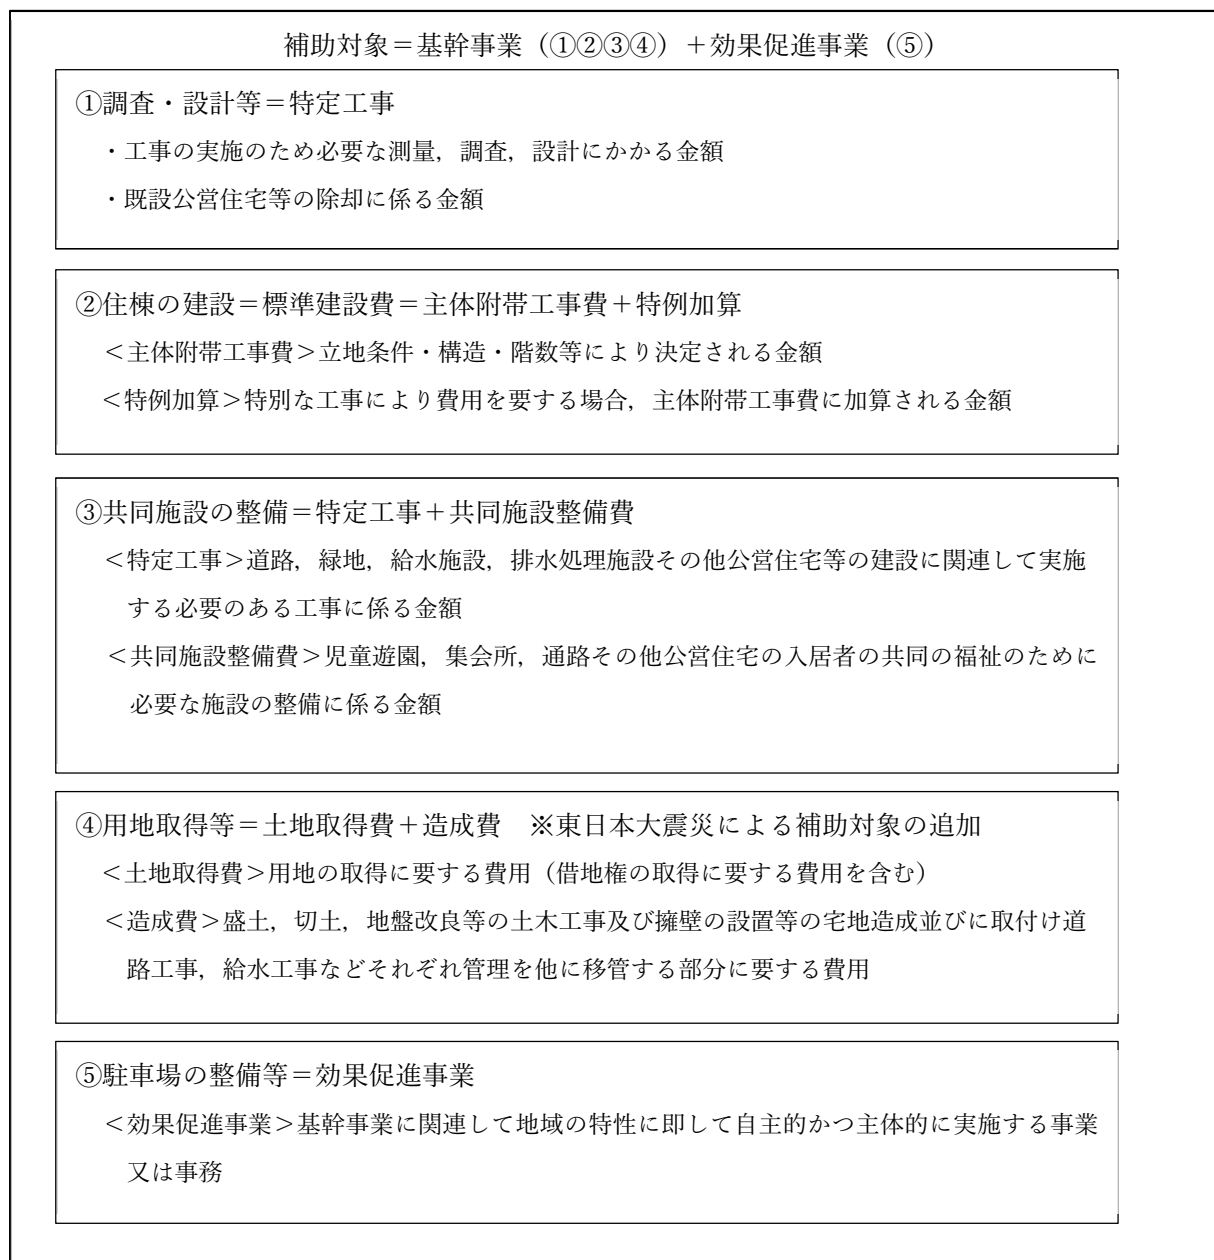 補助対象＝基幹事業（①②③④）＋効果促進事業（⑤）
①調査・設計等＝特定工事
・工事の実施のため必要な測量，調査，設計にかかる金額
・既設公営住宅等の除却に係る金額
②住棟の建設＝標準建設費＝主体附帯工事費＋特例加算
＜主体附帯工事費＞立地条件・構造・階数等により決定される金額
＜特例加算＞特別な工事により費用を要する場合，主体附帯工事費に加算される金額
③共同施設の整備＝特定工事＋共同施設整備費
＜特定工事＞道路，緑地，給水施設，排水処理施設その他公営住宅等の建設に関連して実施
する必要のある工事に係る金額
＜共同施設整備費＞児童遊園，集会所，通路その他公営住宅の入居者の共同の福祉のために
必要な施設の整備に係る金額
④用地取得等＝土地取得費＋造成費　※東日本大震災による補助対象の追加
＜土地取得費＞用地の取得に要する費用（借地権の取得に要する費用を含む）
＜造成費＞盛土，切土，地盤改良等の土木工事及び擁壁の設置等の宅地造成並びに取付け道
路工事，給水工事などそれぞれ管理を他に移管する部分に要する費用
⑤駐車場の整備等＝効果促進事業
＜効果促進事業＞基幹事業に関連して地域の特性に即して自主的かつ主体的に実施する事業
又は事務